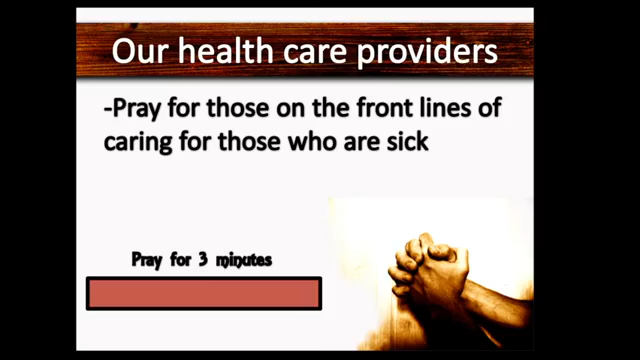 Our health care providers
-Pray for those on the front lines of
caring for those who are sick
Pray for 3 minutes